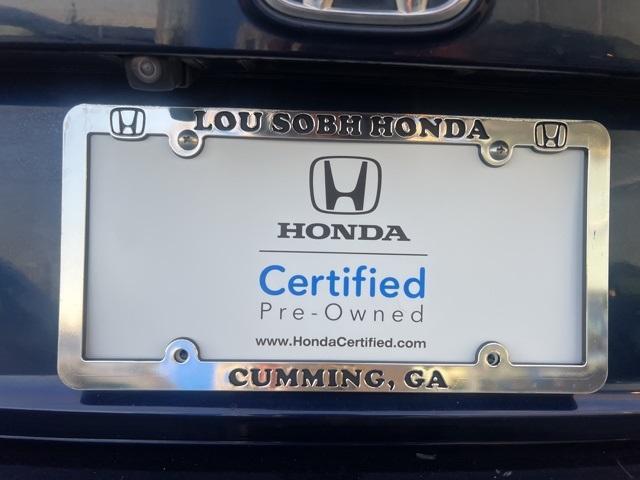 LOU SOBH HONDA
HONDA
Certified
Pre-Owned
www.HondaCertified.com
CUMMING, GA